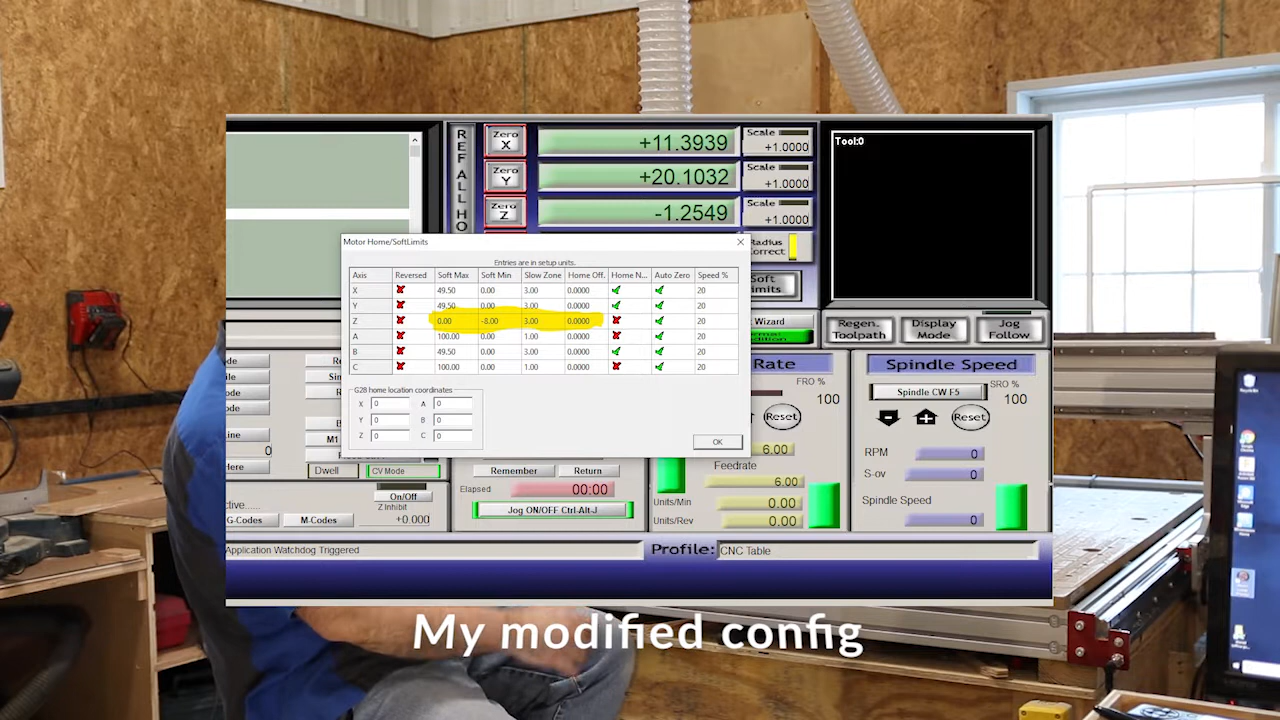 REFALLHO
Zero X +11.3939 Scale +1.0000
Zero Y +20.1032 Scale +1.0000
Zero Z -1.2549 Scale +1.0000
Tool:0
Radius Correct
Soft Limits
Motor Home/SoftLimits
Entries are in setup units.
Axis Reversed Soft Max Soft Min Slow Zone Home Off. Home N... Auto Zero Speed %
X 49.50 0.00 3.00 0.0000 20
Y 49.50 0.00 3.00 0.0000 20
Z 0.00 -8.00 3.00 0.0000 20
A 100.00 0.00 1.00 0.0000 20
B 49.50 0.00 3.00 0.0000 20
C 100.00 0.00 1.00 0.0000 20
G28 home location coordinates
X 0 A 0
Y 0 B 0
Z 0 C 0
OK
Wizard
Regen. Toolpath
Display Mode
Jog Follow
Rate
FRO %
100
Reset
6.00
Feedrate
6.00
Units/Min 0.00
Units/Rev 0.00
Spindle Speed
Spindle CW F5
SRO %
100
Reset
RPM 0
S-ov 0
Spindle Speed
0
Line
0
Here
M1
Dwell
CV Mode
On/Off
Z Inhibit
+0.000
G-Codes
M-Codes
Remember
Return
Elapsed 00:00
Jog ON/OFF Ctrl-Alt-J
Application Watchdog Triggered
Profile: CNC Table
My modified config